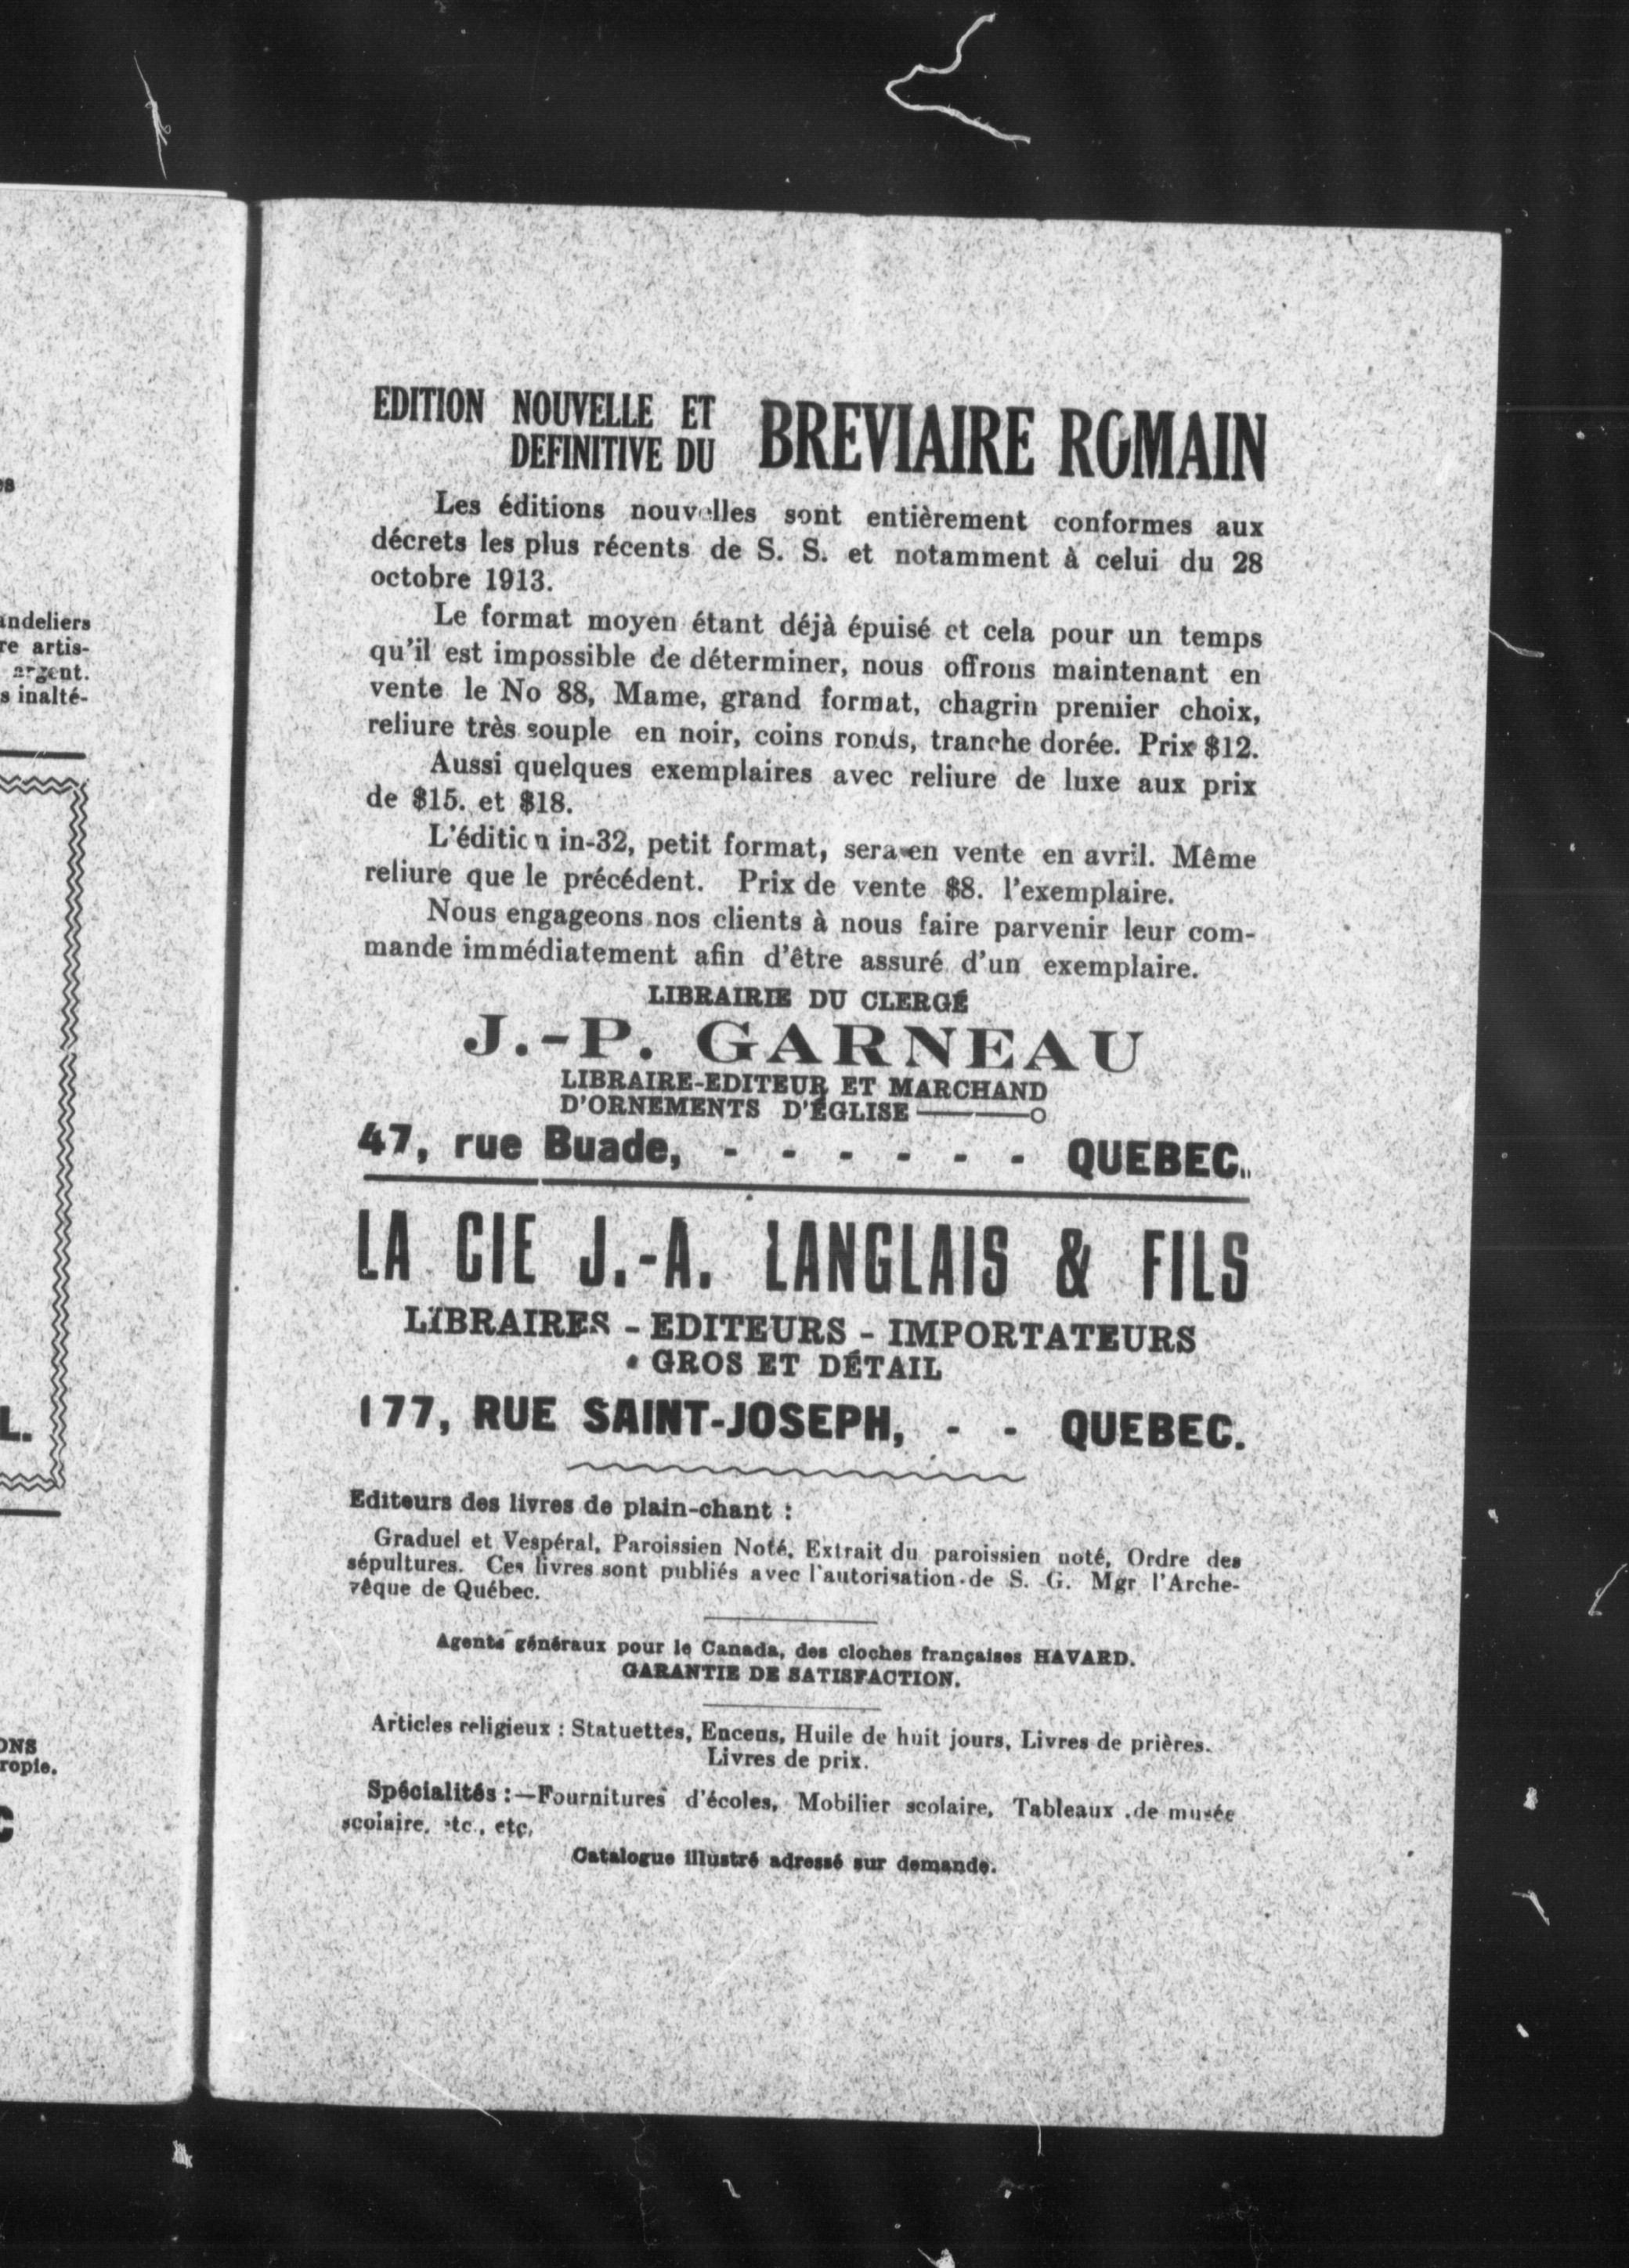 EDITION NOUVELLE ET
DEFINITIVE DU BREVIAIRE ROMAIN
Les éditions nouvelles sont entièrement conformes aux
décrets les plus récents de S. S. et notamment à celui du 28
octobre 1913.
Le format moyen étant déjà épuisé et cela pour un temps
qu'il est impossible de déterminer, nous offrons maintenant en
vente le No 88, Mame, grand format, chagrin premier choix,
reliure très souple en noir, coins ronds, tranche dorée. Prix $12.
Aussi quelques exemplaires avec reliure de luxe aux prix
de $15. et $18.
L'édition in-32, petit format, sera en vente en avril. Même
reliure que le précédent. Prix de vente $8. l'exemplaire.
Nous engageons nos clients à nous faire parvenir leur com-
mande immédiatement afin d'être assuré d'un exemplaire.
LIBRAIRIE DU CLERGÉ
J.-P. GARNEAU
LIBRAIRE-EDITEUR ET MARCHAND
D'ORNEMENTS D'ÉGLISE
47, rue Buade, - - - - - - QUEBEC.
LA CIE J.-A. LANGLAIS & FILS
LIBRAIRES - EDITEURS - IMPORTATEURS
GROS ET DÉTAIL
177, RUE SAINT-JOSEPH, - - QUEBEC.
Editeurs des livres de plain-chant :
Graduel et Vespéral, Paroissien Noté, Extrait du paroissien noté, Ordre des
sépultures. Ces livres sont publiés avec l'autorisation de S. G. Mgr l'Arche-
vêque de Québec.
Agents généraux pour le Canada, des cloches françaises HAVARD.
GARANTIE DE SATISFACTION.
Articles religieux : Statuettes, Encens, Huile de huit jours, Livres de prières.
Livres de prix.
Spécialités :—Fournitures d'écoles, Mobilier scolaire, Tableaux de musée
scolaire, etc., etc,
Catalogue illustré adressé sur demande.
andeliers
re artis-
argent.
s inalté-
L.
ONS
ropie.
C